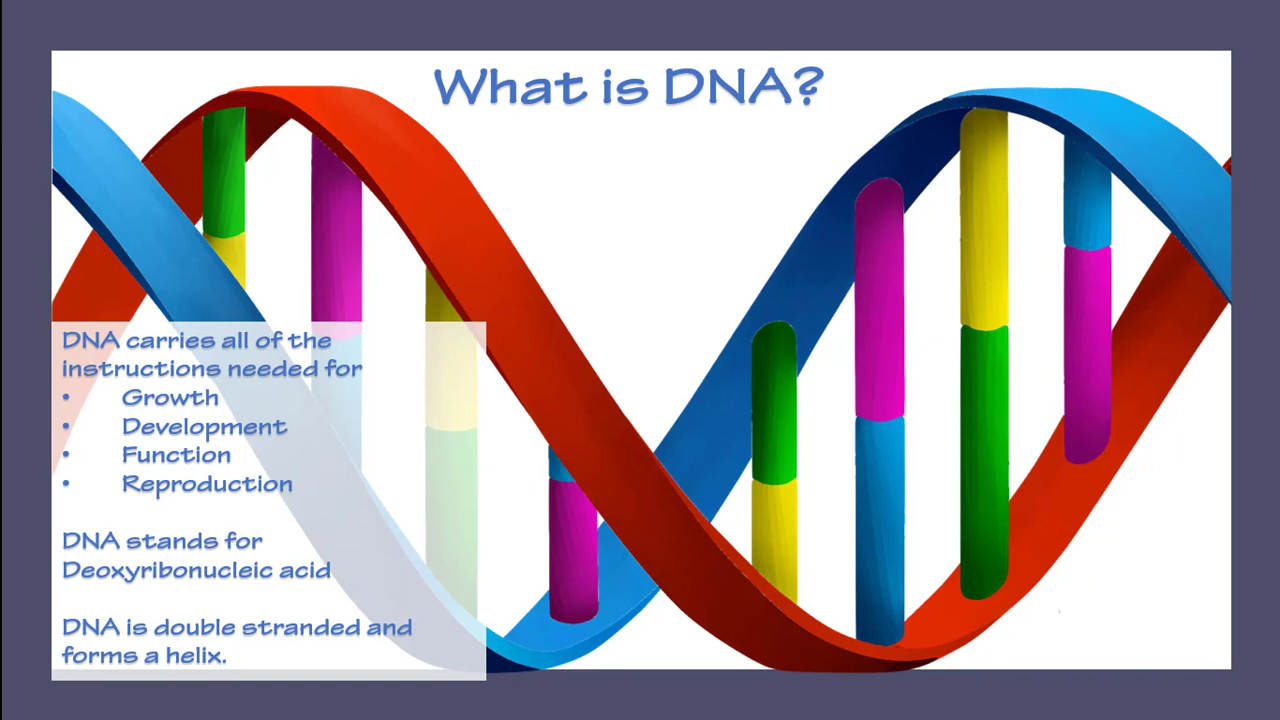 What is DNA?
DNA carries all of the
instructions needed for
• Growth
• Development
• Function
• Reproduction
DNA stands for
Deoxyribonucleic acid
DNA is double stranded and
forms a helix.